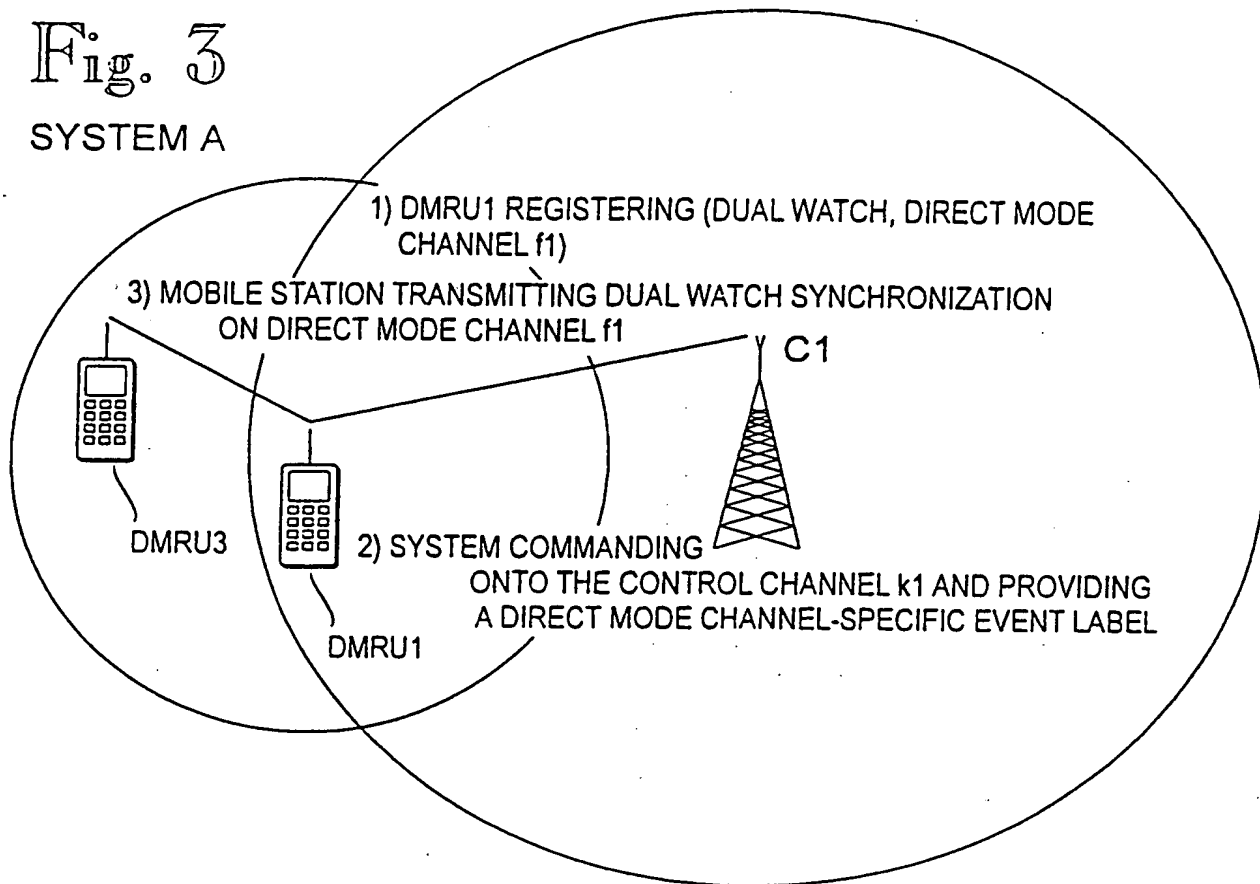 Fig. 3
SYSTEM A
1) DMRU1 REGISTERING (DUAL WATCH, DIRECT MODE
CHANNEL f1)
3) MOBILE STATION TRANSMITTING DUAL WATCH SYNCHRONIZATION
ON DIRECT MODE CHANNEL f1
C1
DMRU3
2) SYSTEM COMMANDING
ONTO THE CONTROL CHANNEL k1 AND PROVIDING
A DIRECT MODE CHANNEL-SPECIFIC EVENT LABEL
DMRU1